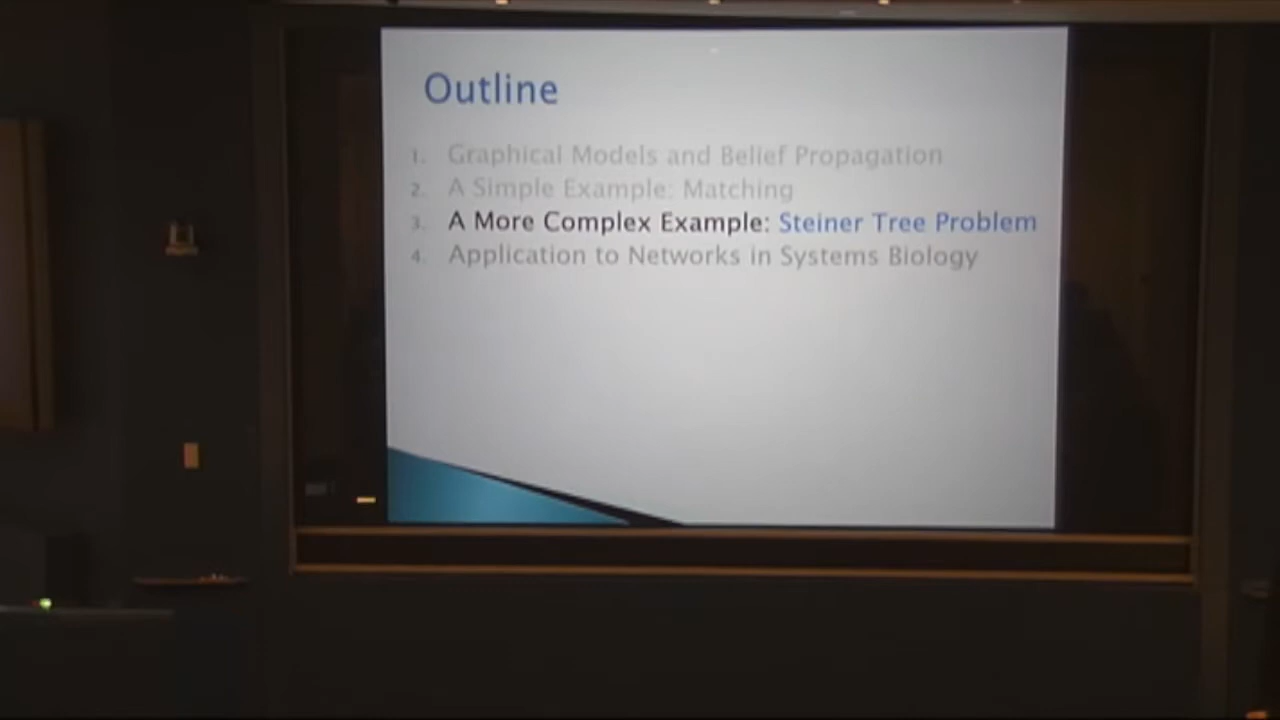 Outline
1. Graphical Models and Belief Propagation
2. A Simple Example: Matching
3. A More Complex Example: Steiner Tree Problem
4. Application to Networks in Systems Biology